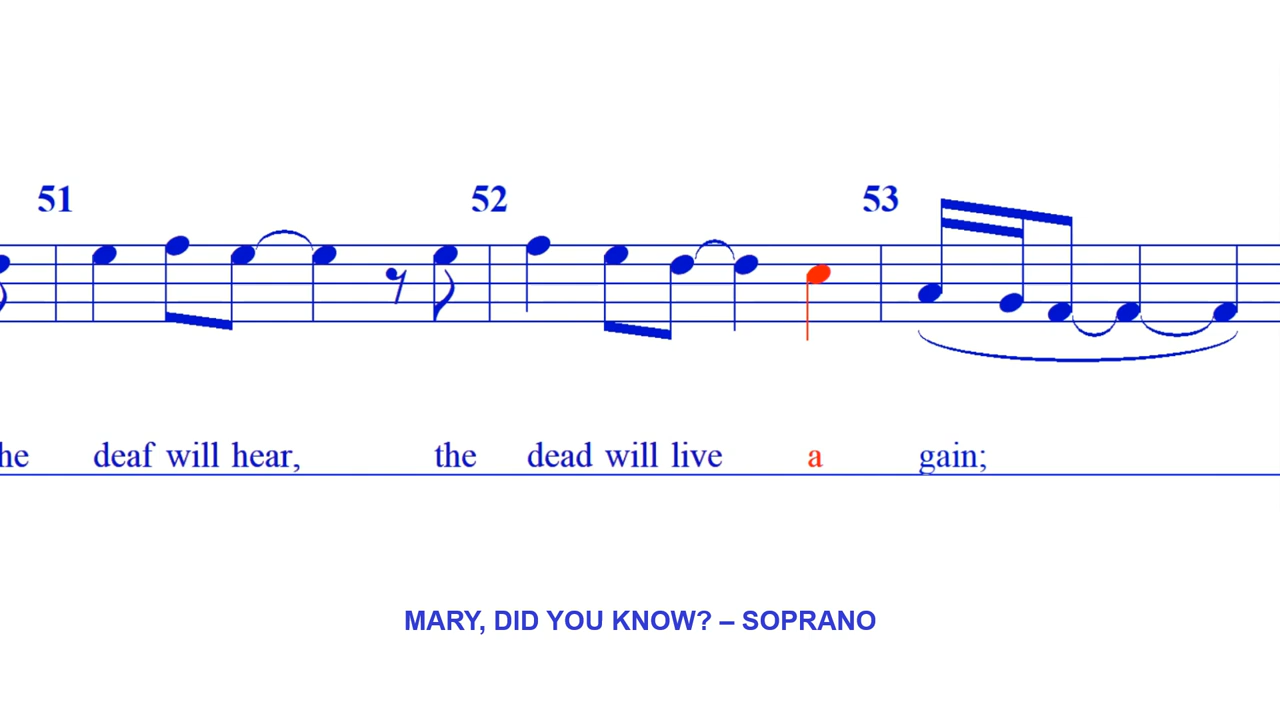 51 52 53
he deaf will hear, the dead will live a gain;
MARY, DID YOU KNOW? – SOPRANO